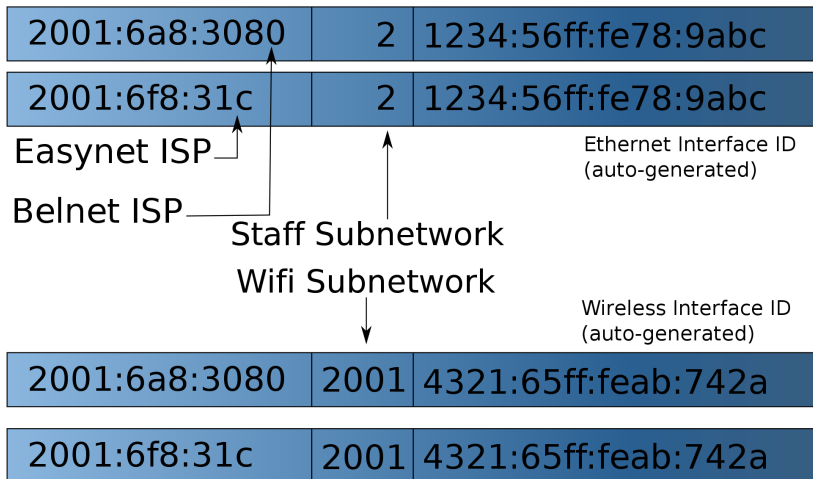 2001:6a8:3080 2 1234:56ff:fe78:9abc
2001:6f8:31c 2 1234:56ff:fe78:9abc
Easynet ISP
Ethernet Interface ID
(auto-generated)
Belnet ISP
Staff Subnetwork
Wifi Subnetwork
Wireless Interface ID
(auto-generated)
2001:6a8:3080 2001 4321:65ff:feab:742a
2001:6f8:31c 2001 4321:65ff:feab:742a